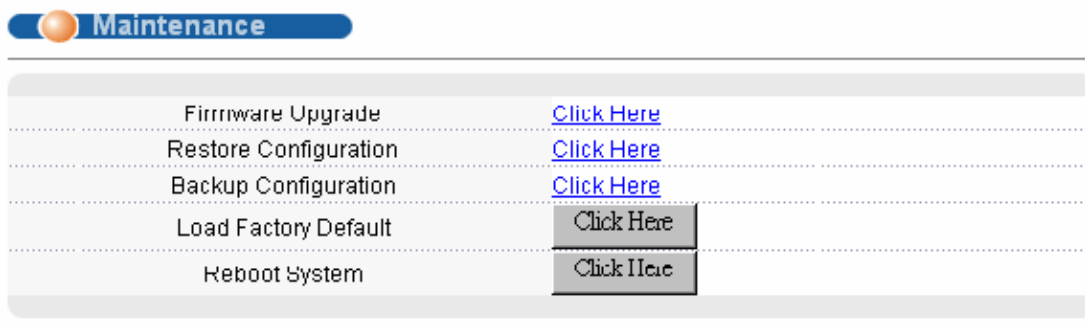 Maintenance
Firmware Upgrade Click Here
Restore Configuration Click Here
Backup Configuration Click Here
Load Factory Default Click Here
Reboot System Click Here